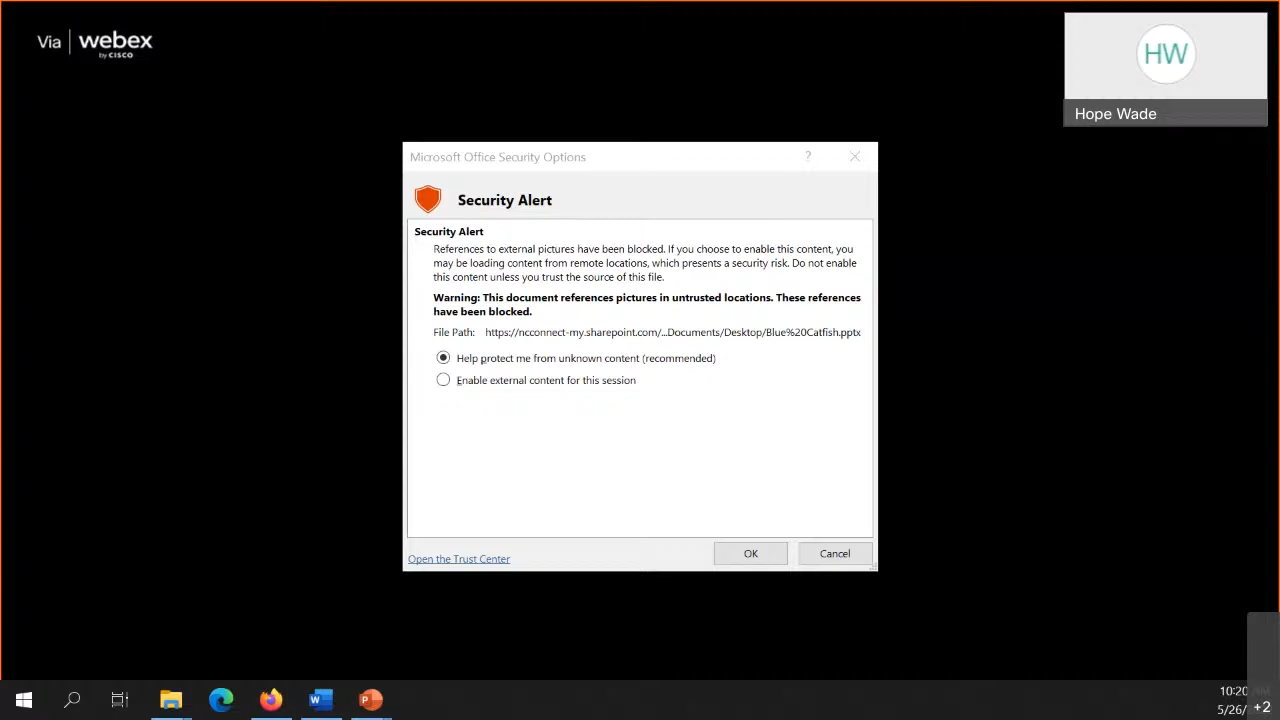 Via | webex
by CISCO
HW
Hope Wade
Microsoft Office Security Options
?
Security Alert
Security Alert
References to external pictures have been blocked. If you choose to enable this content, you
may be loading content from remote locations, which presents a security risk. Do not enable
this content unless you trust the source of this file.
Warning: This document references pictures in untrusted locations. These references
have been blocked.
File Path: https://ncconnect-my.sharepoint.com/...Documents/Desktop/Blue%20Catfish.pptx
Help protect me from unknown content (recommended)
Enable external content for this session
Open the Trust Center
OK
Cancel
W
P
10:20
5/26/
+2